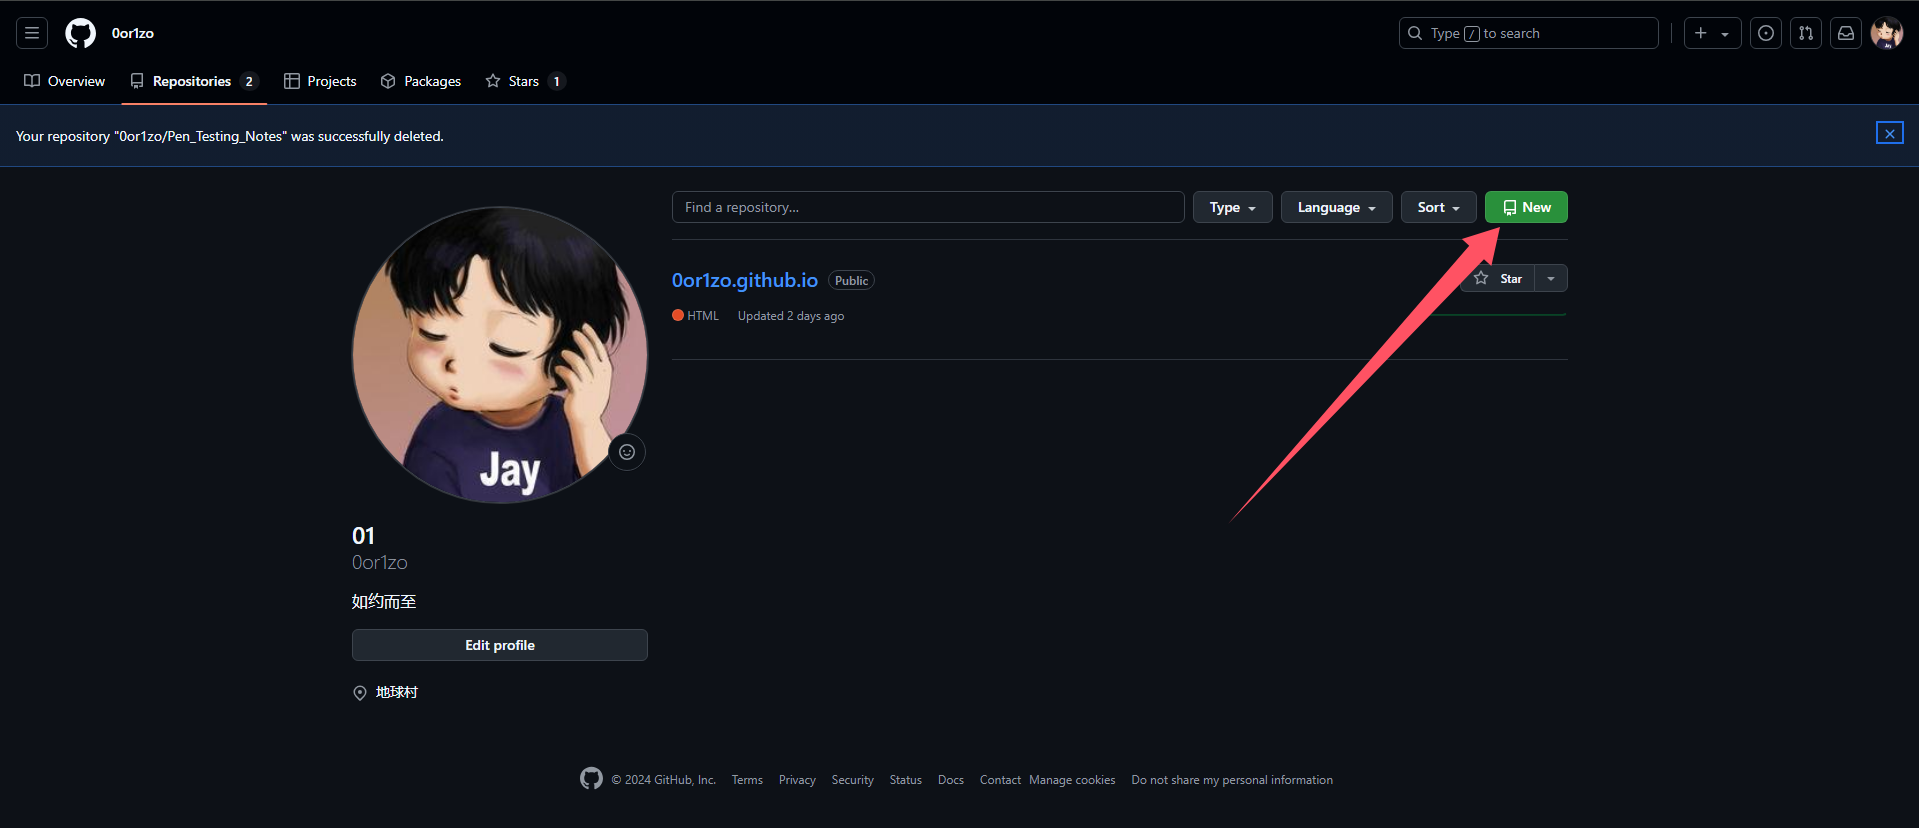 0or1zo
Type / to search
Overview Repositories 2 Projects Packages Stars 1
Your repository "0or1zo/Pen_Testing_Notes" was successfully deleted.
Find a repository... Type Language Sort New
0or1zo.github.io Public
Star
HTML Updated 2 days ago
Jay
01
0or1zo
如约而至
Edit profile
地球村
© 2024 GitHub, Inc. Terms Privacy Security Status Docs Contact Manage cookies Do not share my personal information